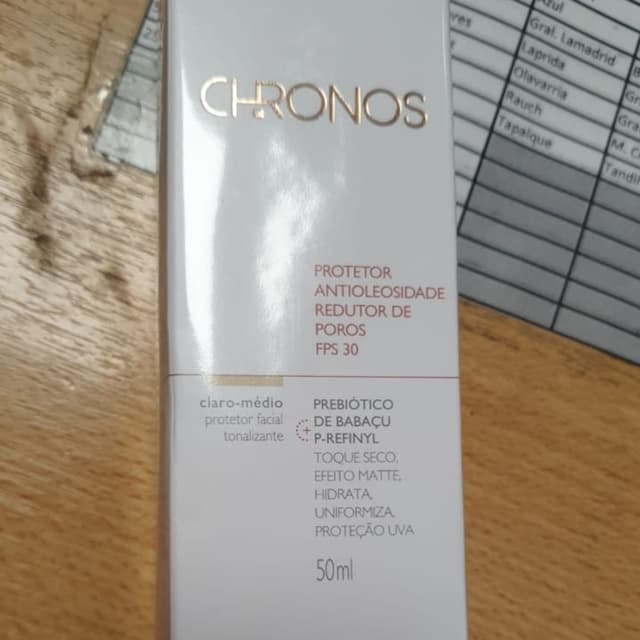 CHRONOS
PROTETOR
ANTIOLEOSIDADE
REDUTOR DE
POROS
FPS 30
claro-médio
protetor facial
tonalizante
PREBIÓTICO
DE BABAÇU
P-REFINYL
TOQUE SECO,
EFEITO MATTE,
HIDRATA,
UNIFORMIZA,
PROTEÇÃO UVA
50ml
Gral. Lamadrid
Laprida
Olavarría
Rauch
Tapalque